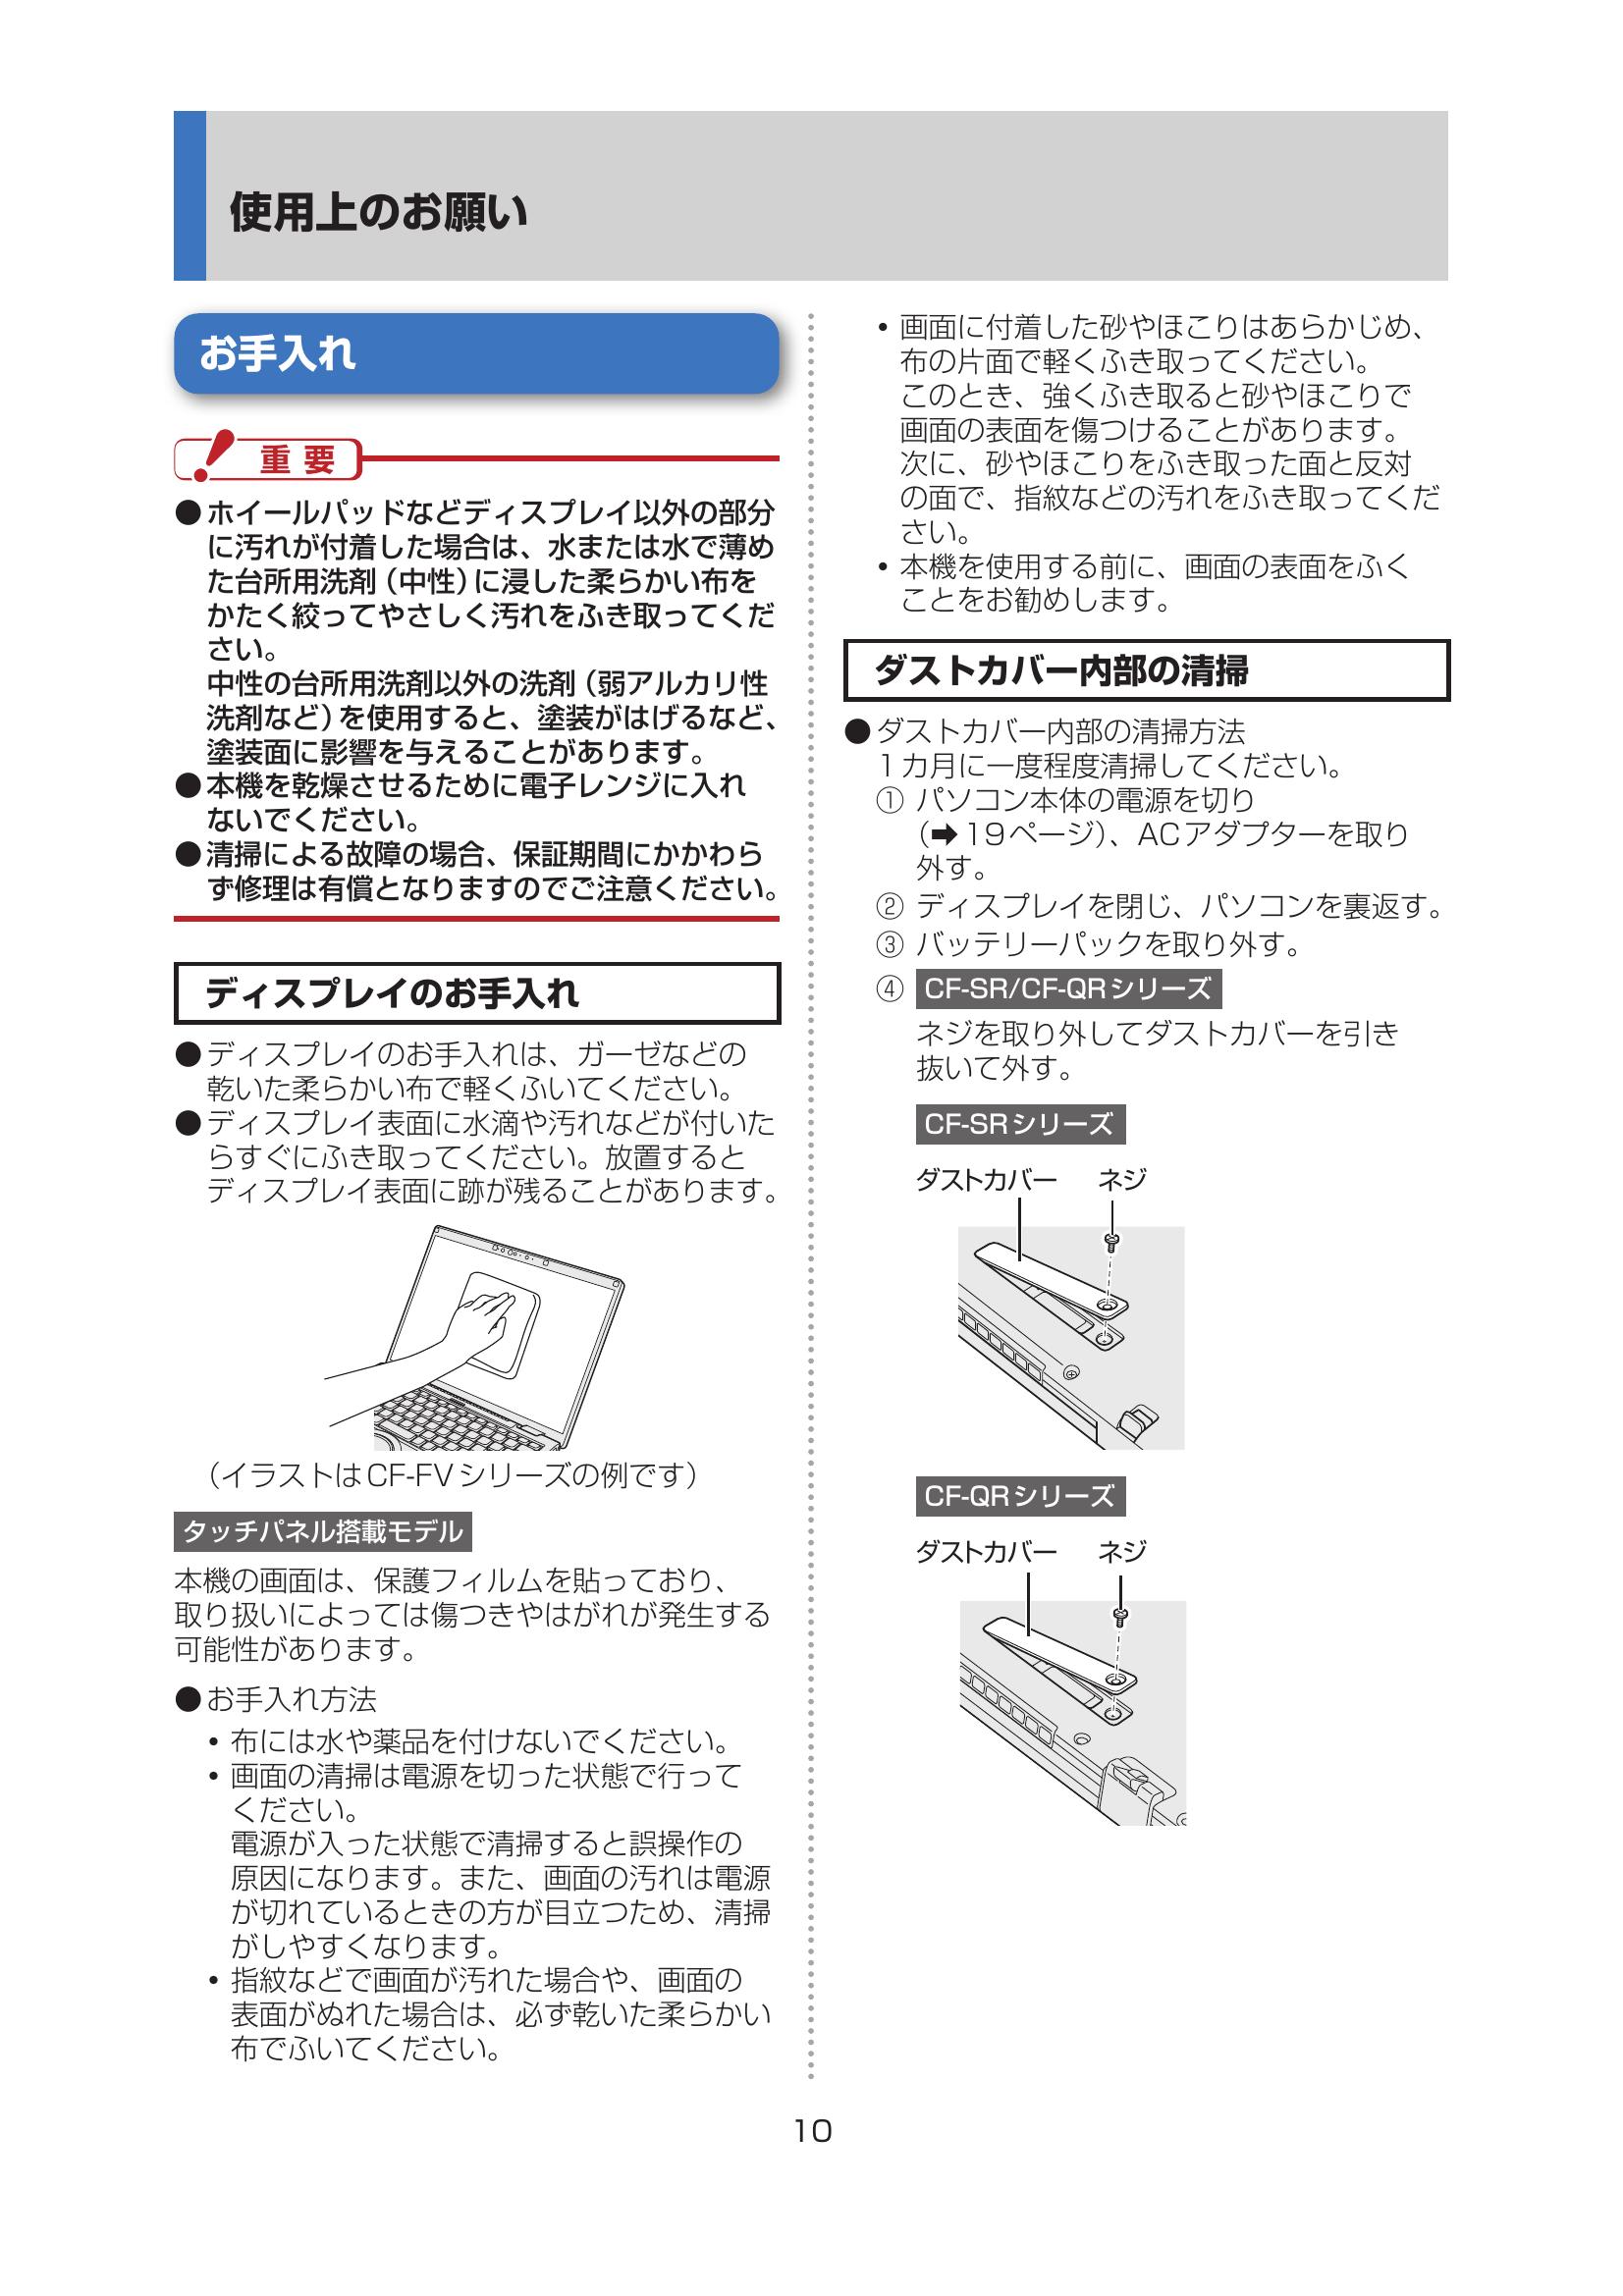 使用上のお願い
お手入れ
重要
●ホイールパッドなどディスプレイ以外の部分
に汚れが付着した場合は、水または水で薄め
た台所用洗剤（中性）に浸した柔らかい布を
かたく絞ってやさしく汚れをふき取ってくだ
さい。
中性の台所用洗剤以外の洗剤（弱アルカリ性
洗剤など）を使用すると、塗装がはげるなど、
塗装面に影響を与えることがあります。
●本機を乾燥させるために電子レンジに入れ
ないでください。
●清掃による故障の場合、保証期間にかかわら
ず修理は有償となりますのでご注意ください。
ディスプレイのお手入れ
●ディスプレイのお手入れは、ガーゼなどの
乾いた柔らかい布で軽くふいてください。
●ディスプレイ表面に水滴や汚れなどが付いた
らすぐにふき取ってください。放置すると
ディスプレイ表面に跡が残ることがあります。
（イラストはCF-FVシリーズの例です）
タッチパネル搭載モデル
本機の画面は、保護フィルムを貼っており、
取り扱いによっては傷つきやはがれが発生する
可能性があります。
●お手入れ方法
• 布には水や薬品を付けないでください。
• 画面の清掃は電源を切った状態で行って
ください。
電源が入った状態で清掃すると誤操作の
原因になります。また、画面の汚れは電源
が切れているときの方が目立つため、清掃
がしやすくなります。
• 指紋などで画面が汚れた場合や、画面の
表面がぬれた場合は、必ず乾いた柔らかい
布でふいてください。
• 画面に付着した砂やほこりはあらかじめ、
布の片面で軽くふき取ってください。
このとき、強くふき取ると砂やほこりで
画面の表面を傷つけることがあります。
次に、砂やほこりをふき取った面と反対
の面で、指紋などの汚れをふき取ってくだ
さい。
• 本機を使用する前に、画面の表面をふく
ことをお勧めします。
ダストカバー内部の清掃
●ダストカバー内部の清掃方法
1カ月に一度程度清掃してください。
① パソコン本体の電源を切り
（➡19ページ）、ACアダプターを取り
外す。
② ディスプレイを閉じ、パソコンを裏返す。
③ バッテリーパックを取り外す。
④ CF-SR/CF-QRシリーズ
ネジを取り外してダストカバーを引き
抜いて外す。
CF-SRシリーズ
ダストカバー ネジ
CF-QRシリーズ
ダストカバー ネジ
10